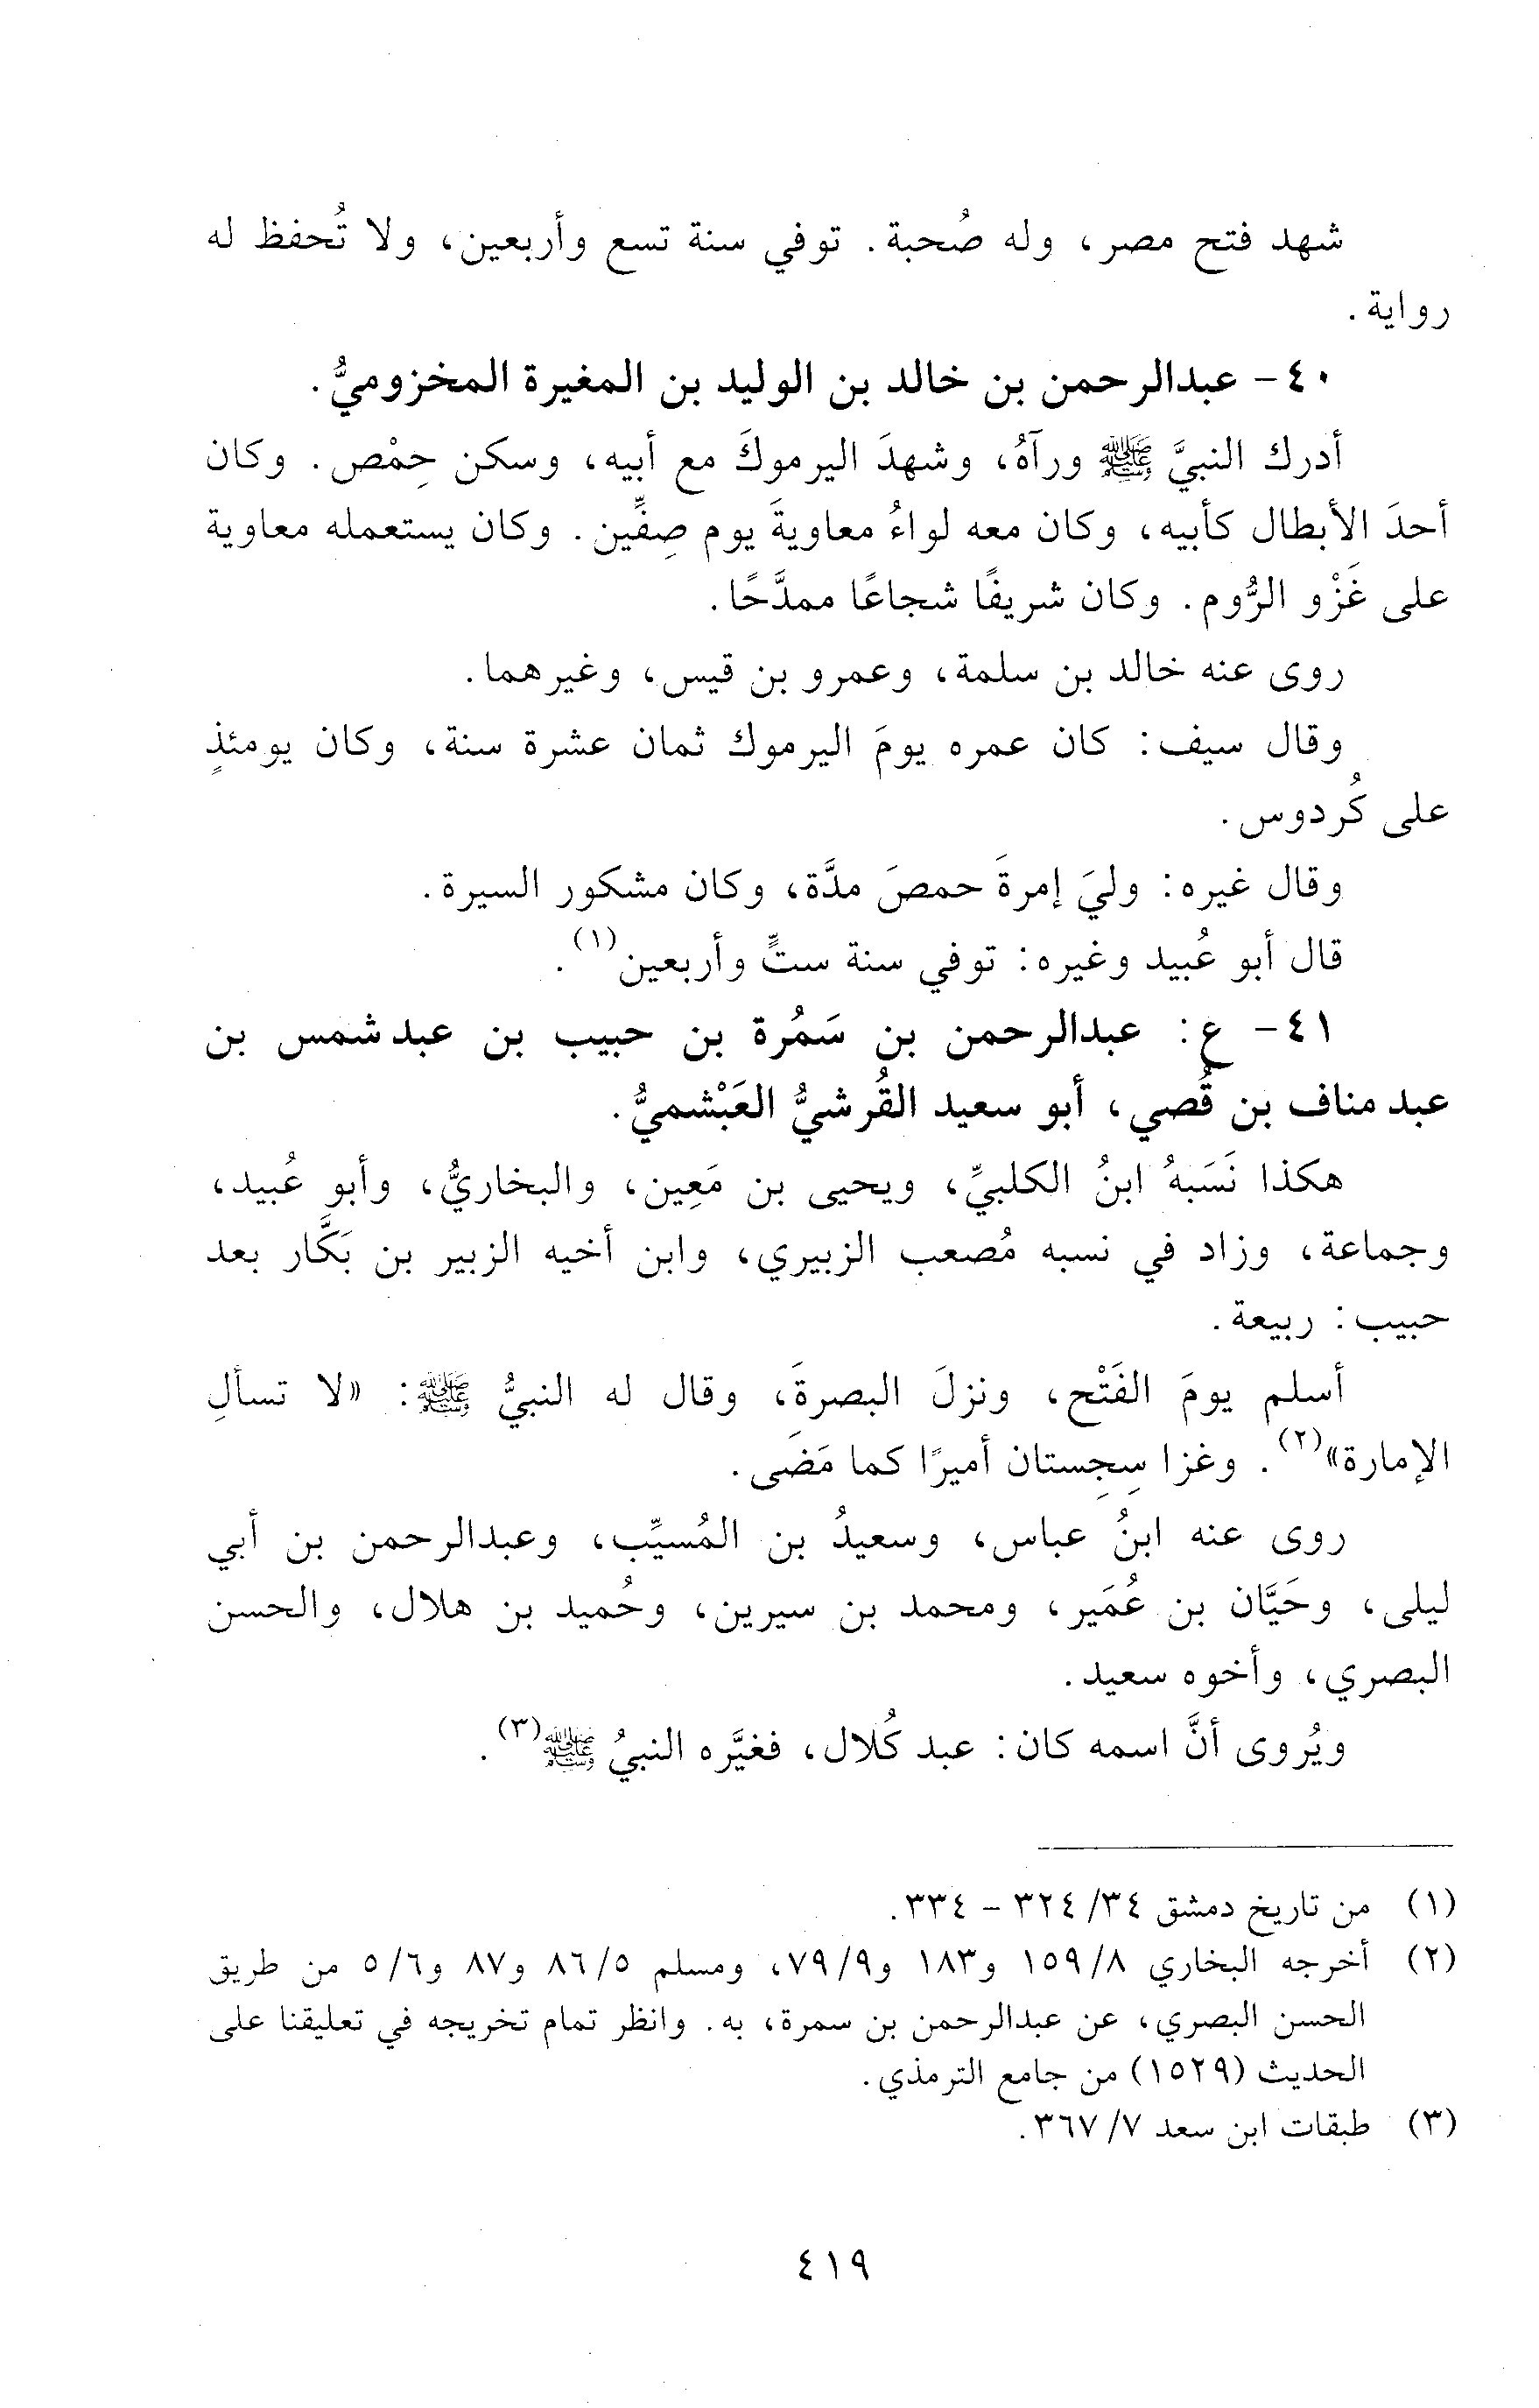 شهد فتح مصر، وله صُحبة. توفي سنة تسع وأربعين، ولا تُحفظ له
رواية.
٤٠- عبدالرحمن بن خالد بن الوليد بن المغيرة المخزوميُّ.
أدرك النبيَّ ﷺ ورآهُ، وشهدَ اليرموكَ مع أبيه، وسكن حِمْص. وكان
أحدَ الأبطال كأبيه، وكان معه لواءُ معاويةَ يوم صِفِّين. وكان يستعمله معاوية
على غَزْو الرُّوم. وكان شريفًا شجاعًا ممدَّحًا.
روى عنه خالد بن سلمة، وعمرو بن قيس، وغيرهما.
وقال سيف: كان عمره يومَ اليرموك ثمان عشرة سنة، وكان يومئذٍ
على كُردوس.
وقال غيره: وليَ إمرةَ حمصَ مدَّة، وكان مشكور السيرة.
قال أبو عُبيد وغيره: توفي سنة ستٍّ وأربعين(١).
٤١- ع: عبدالرحمن بن سَمُرة بن حبيب بن عبدشمس بن
عبد مناف بن قُصي، أبو سعيد القُرشيُّ العَبْشميُّ.
هكذا نَسَبهُ ابنُ الكلبيِّ، ويحيى بن مَعِين، والبخاريُّ، وأبو عُبيد،
وجماعة، وزاد في نسبه مُصعب الزبيري، وابن أخيه الزبير بن بَكَّار بعد
حبيب: ربيعة.
أسلم يومَ الفَتْح، ونزلَ البصرةَ، وقال له النبيُّ ﷺ: «لا تسألِ
الإمارة»(٢). وغزا سِجِستان أميرًا كما مَضَى.
روى عنه ابنُ عباس، وسعيدُ بن المُسيِّب، وعبدالرحمن بن أبي
ليلى، وحَيَّان بن عُمَير، ومحمد بن سيرين، وحُميد بن هلال، والحسن
البصري، وأخوه سعيد.
ويُروى أنَّ اسمه كان: عبد كُلال، فغيَّره النبيُ ﷺ(٣).
(١) من تاريخ دمشق ٣٤/ ٣٢٤ - ٣٣٤.
(٢) أخرجه البخاري ٨/ ١٥٩ و١٨٣ و٩/ ٧٩، ومسلم ٥/ ٨٦ و٨٧ و٦/ ٥ من طريق
الحسن البصري، عن عبدالرحمن بن سمرة، به. وانظر تمام تخريجه في تعليقنا على
الحديث (١٥٢٩) من جامع الترمذي.
(٣) طبقات ابن سعد ٧/ ٣٦٧.
٤١٩